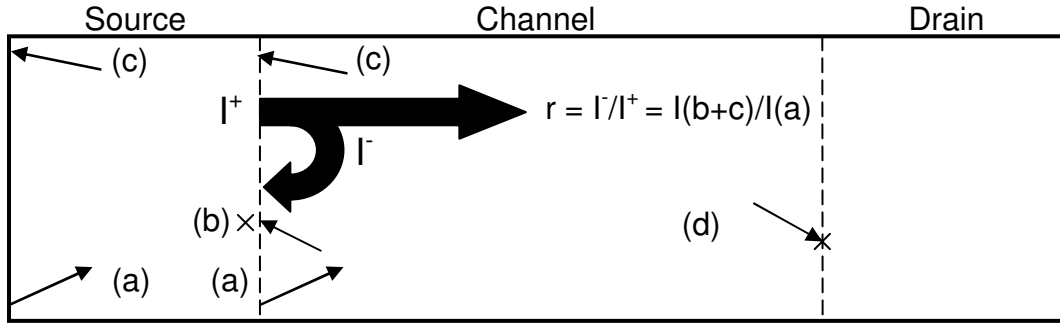 Source Channel Drain
(c) (c)
I⁺ r = I⁻/I⁺ = I(b+c)/I(a)
I⁻
(b) (d)
(a) (a)